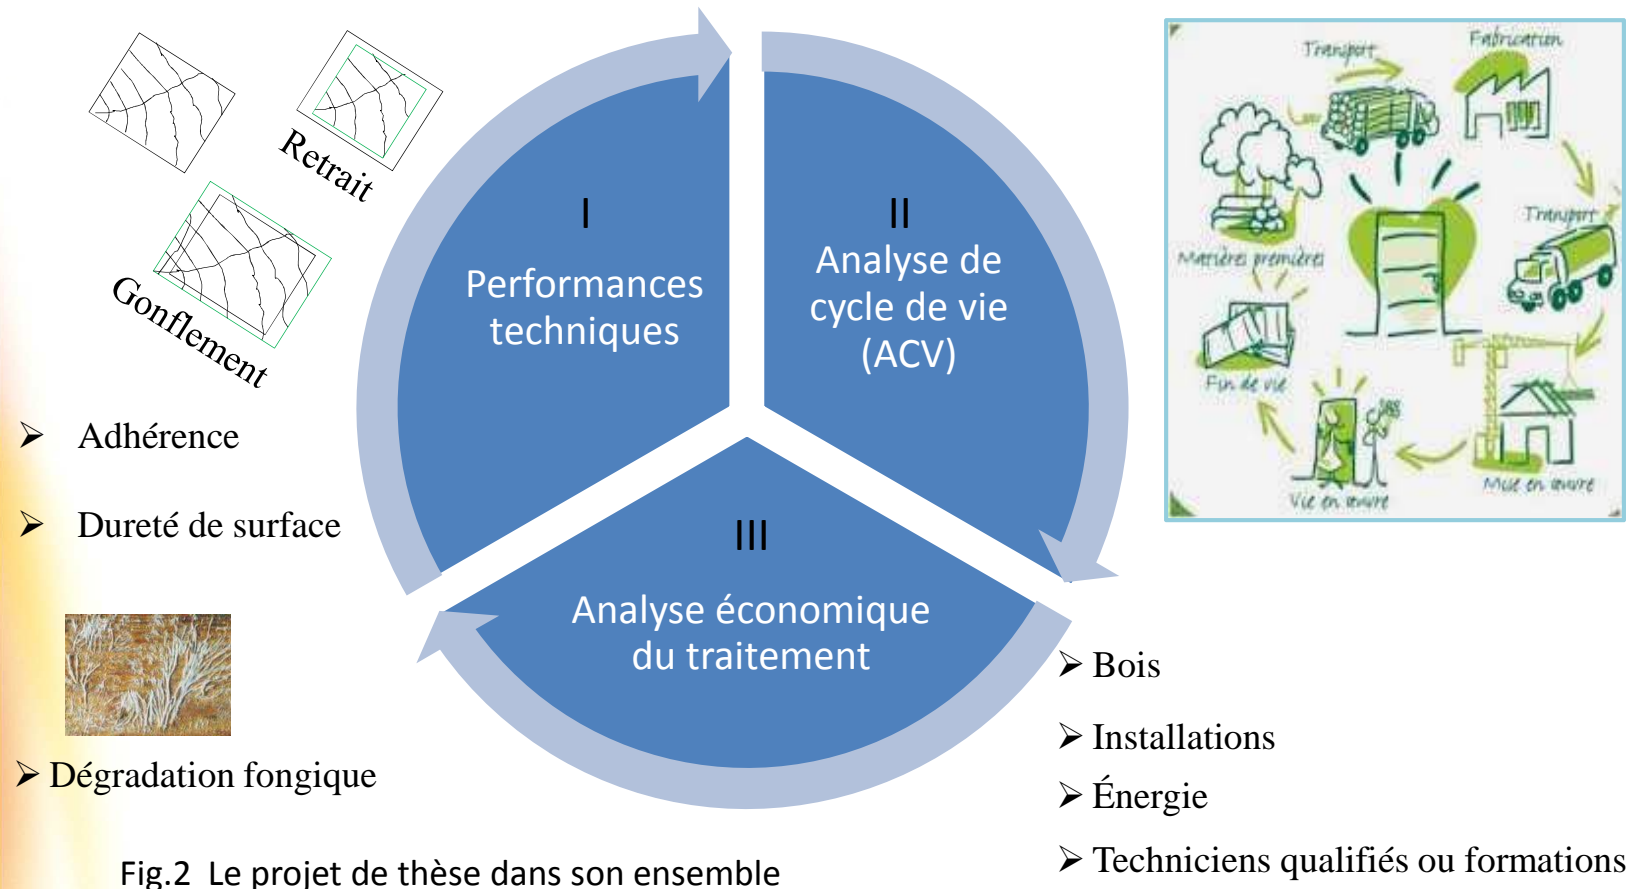 Retrait
Gonflement
I
Performances
techniques
II
Analyse de
cycle de vie
(ACV)
III
Analyse économique
du traitement
Transport
Fabrication
Transport
Matières premières
Fin de vie
Vie en œuvre
Mise en œuvre
➢ Adhérence
➢ Dureté de surface
➢ Dégradation fongique
➢ Bois
➢ Installations
➢ Énergie
➢ Techniciens qualifiés ou formations
Fig.2 Le projet de thèse dans son ensemble